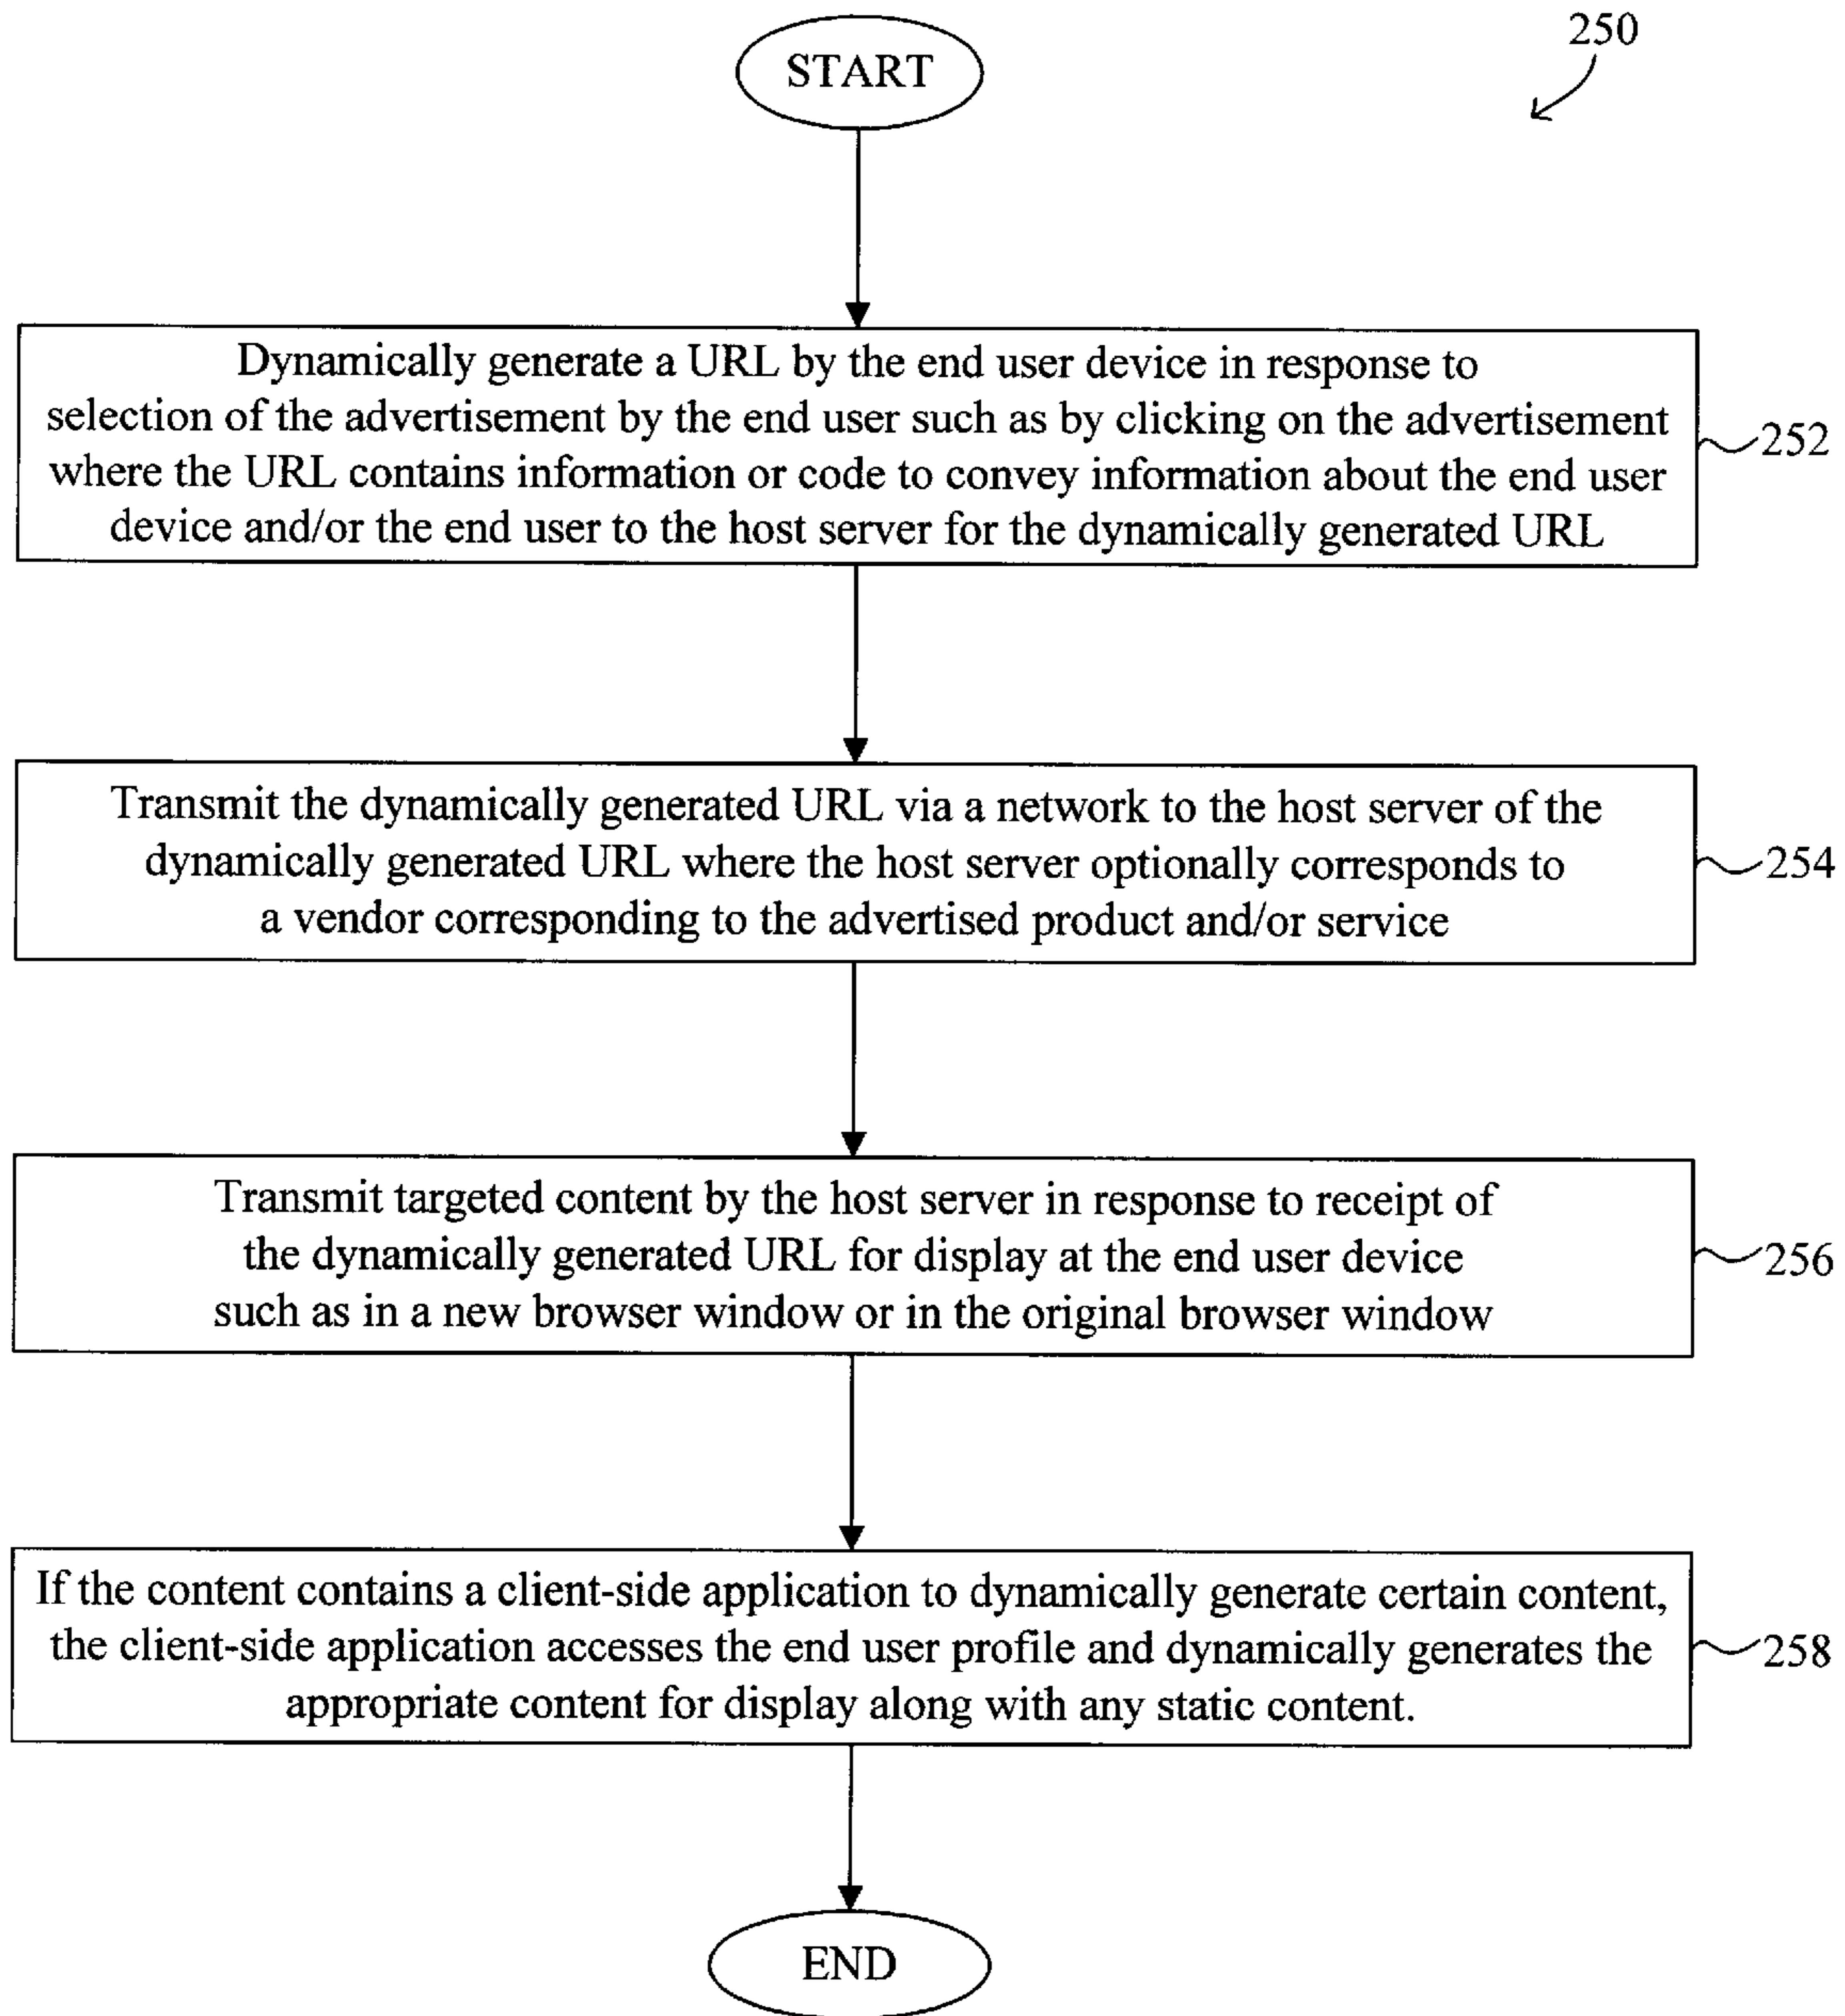 250
START
Dynamically generate a URL by the end user device in response to
selection of the advertisement by the end user such as by clicking on the advertisement
where the URL contains information or code to convey information about the end user
device and/or the end user to the host server for the dynamically generated URL
252
Transmit the dynamically generated URL via a network to the host server of the
dynamically generated URL where the host server optionally corresponds to
a vendor corresponding to the advertised product and/or service
254
Transmit targeted content by the host server in response to receipt of
the dynamically generated URL for display at the end user device
such as in a new browser window or in the original browser window
256
If the content contains a client-side application to dynamically generate certain content,
the client-side application accesses the end user profile and dynamically generates the
appropriate content for display along with any static content.
258
END